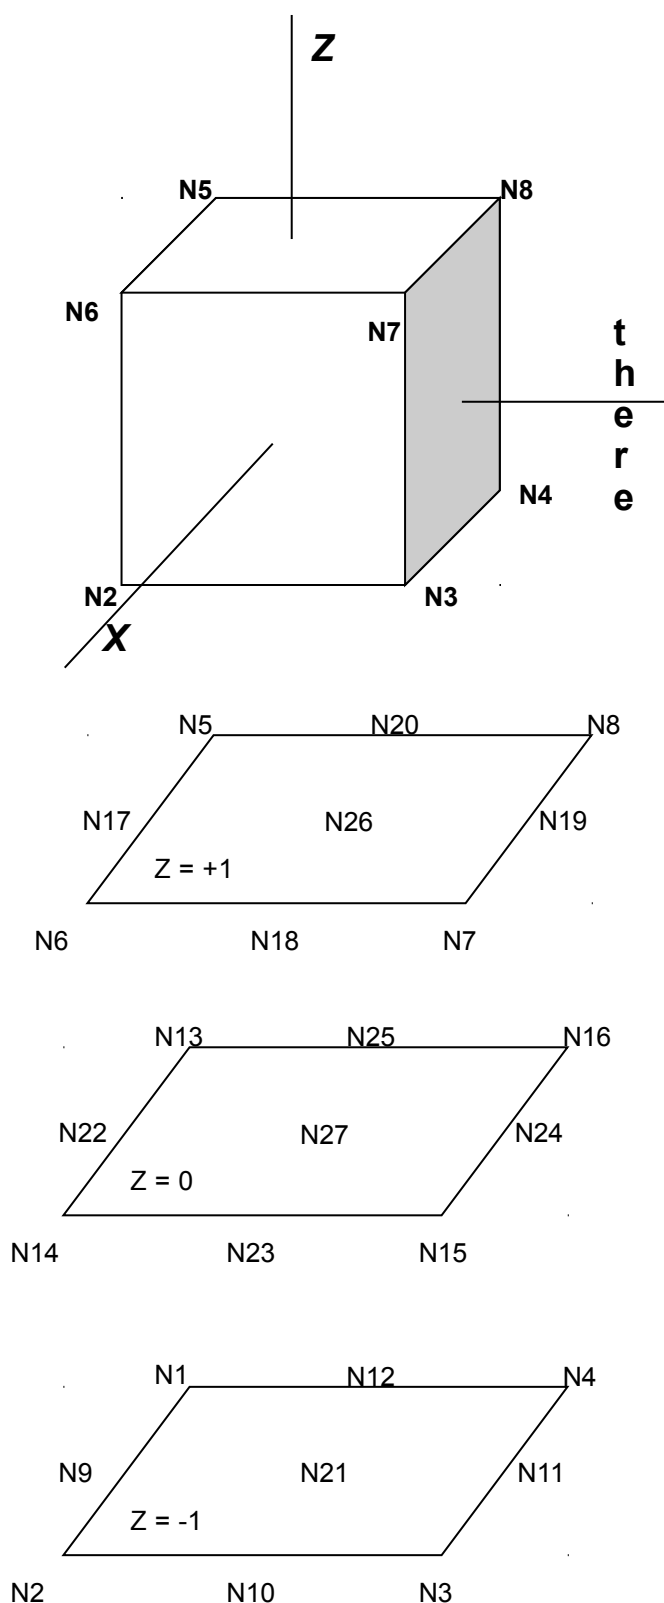 Z
N5 N8
N6
N7
t
h
e
r
e
N4
N2 N3
X
N5 N20 N8
N17 N26 N19
Z = +1
N6 N18 N7
N13 N25 N16
N22 N27 N24
Z = 0
N14 N23 N15
N1 N12 N4
N9 N21 N11
Z = -1
N2 N10 N3